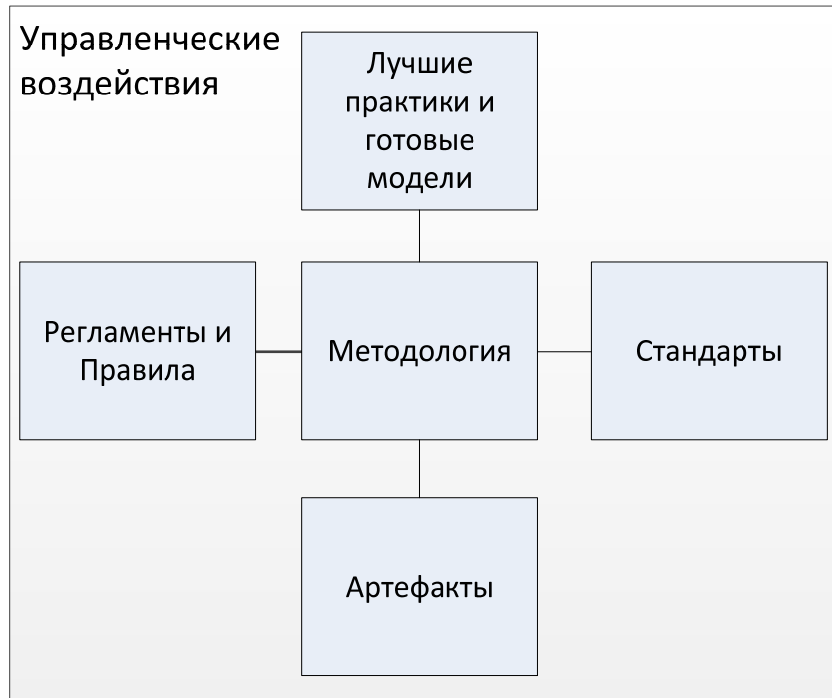 Управленческие
воздействия
Лучшие
практики и
готовые
модели
Регламенты и
Правила
Методология
Стандарты
Артефакты